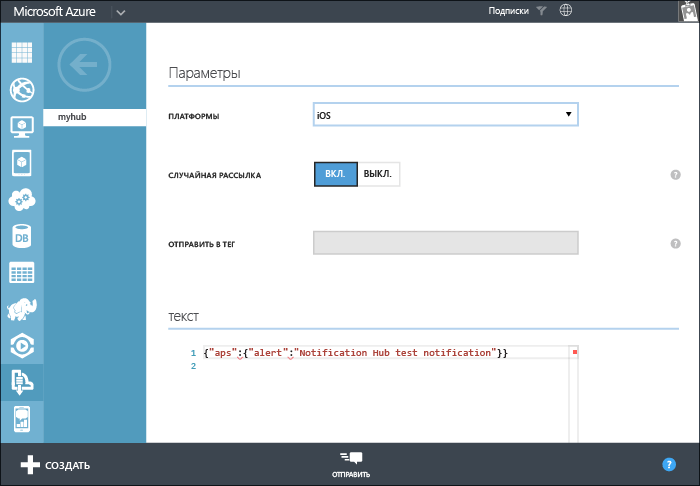 Microsoft Azure
Подписки
myhub
Параметры
ПЛАТФОРМЫ
iOS
СЛУЧАЙНАЯ РАССЫЛКА
ВКЛ. ВЫКЛ.
?
ОТПРАВИТЬ В ТЕГ
?
DB
текст
1 {"aps":{"alert":"Notification Hub test notification"}}
2
СОЗДАТЬ
ОТПРАВИТЬ
?